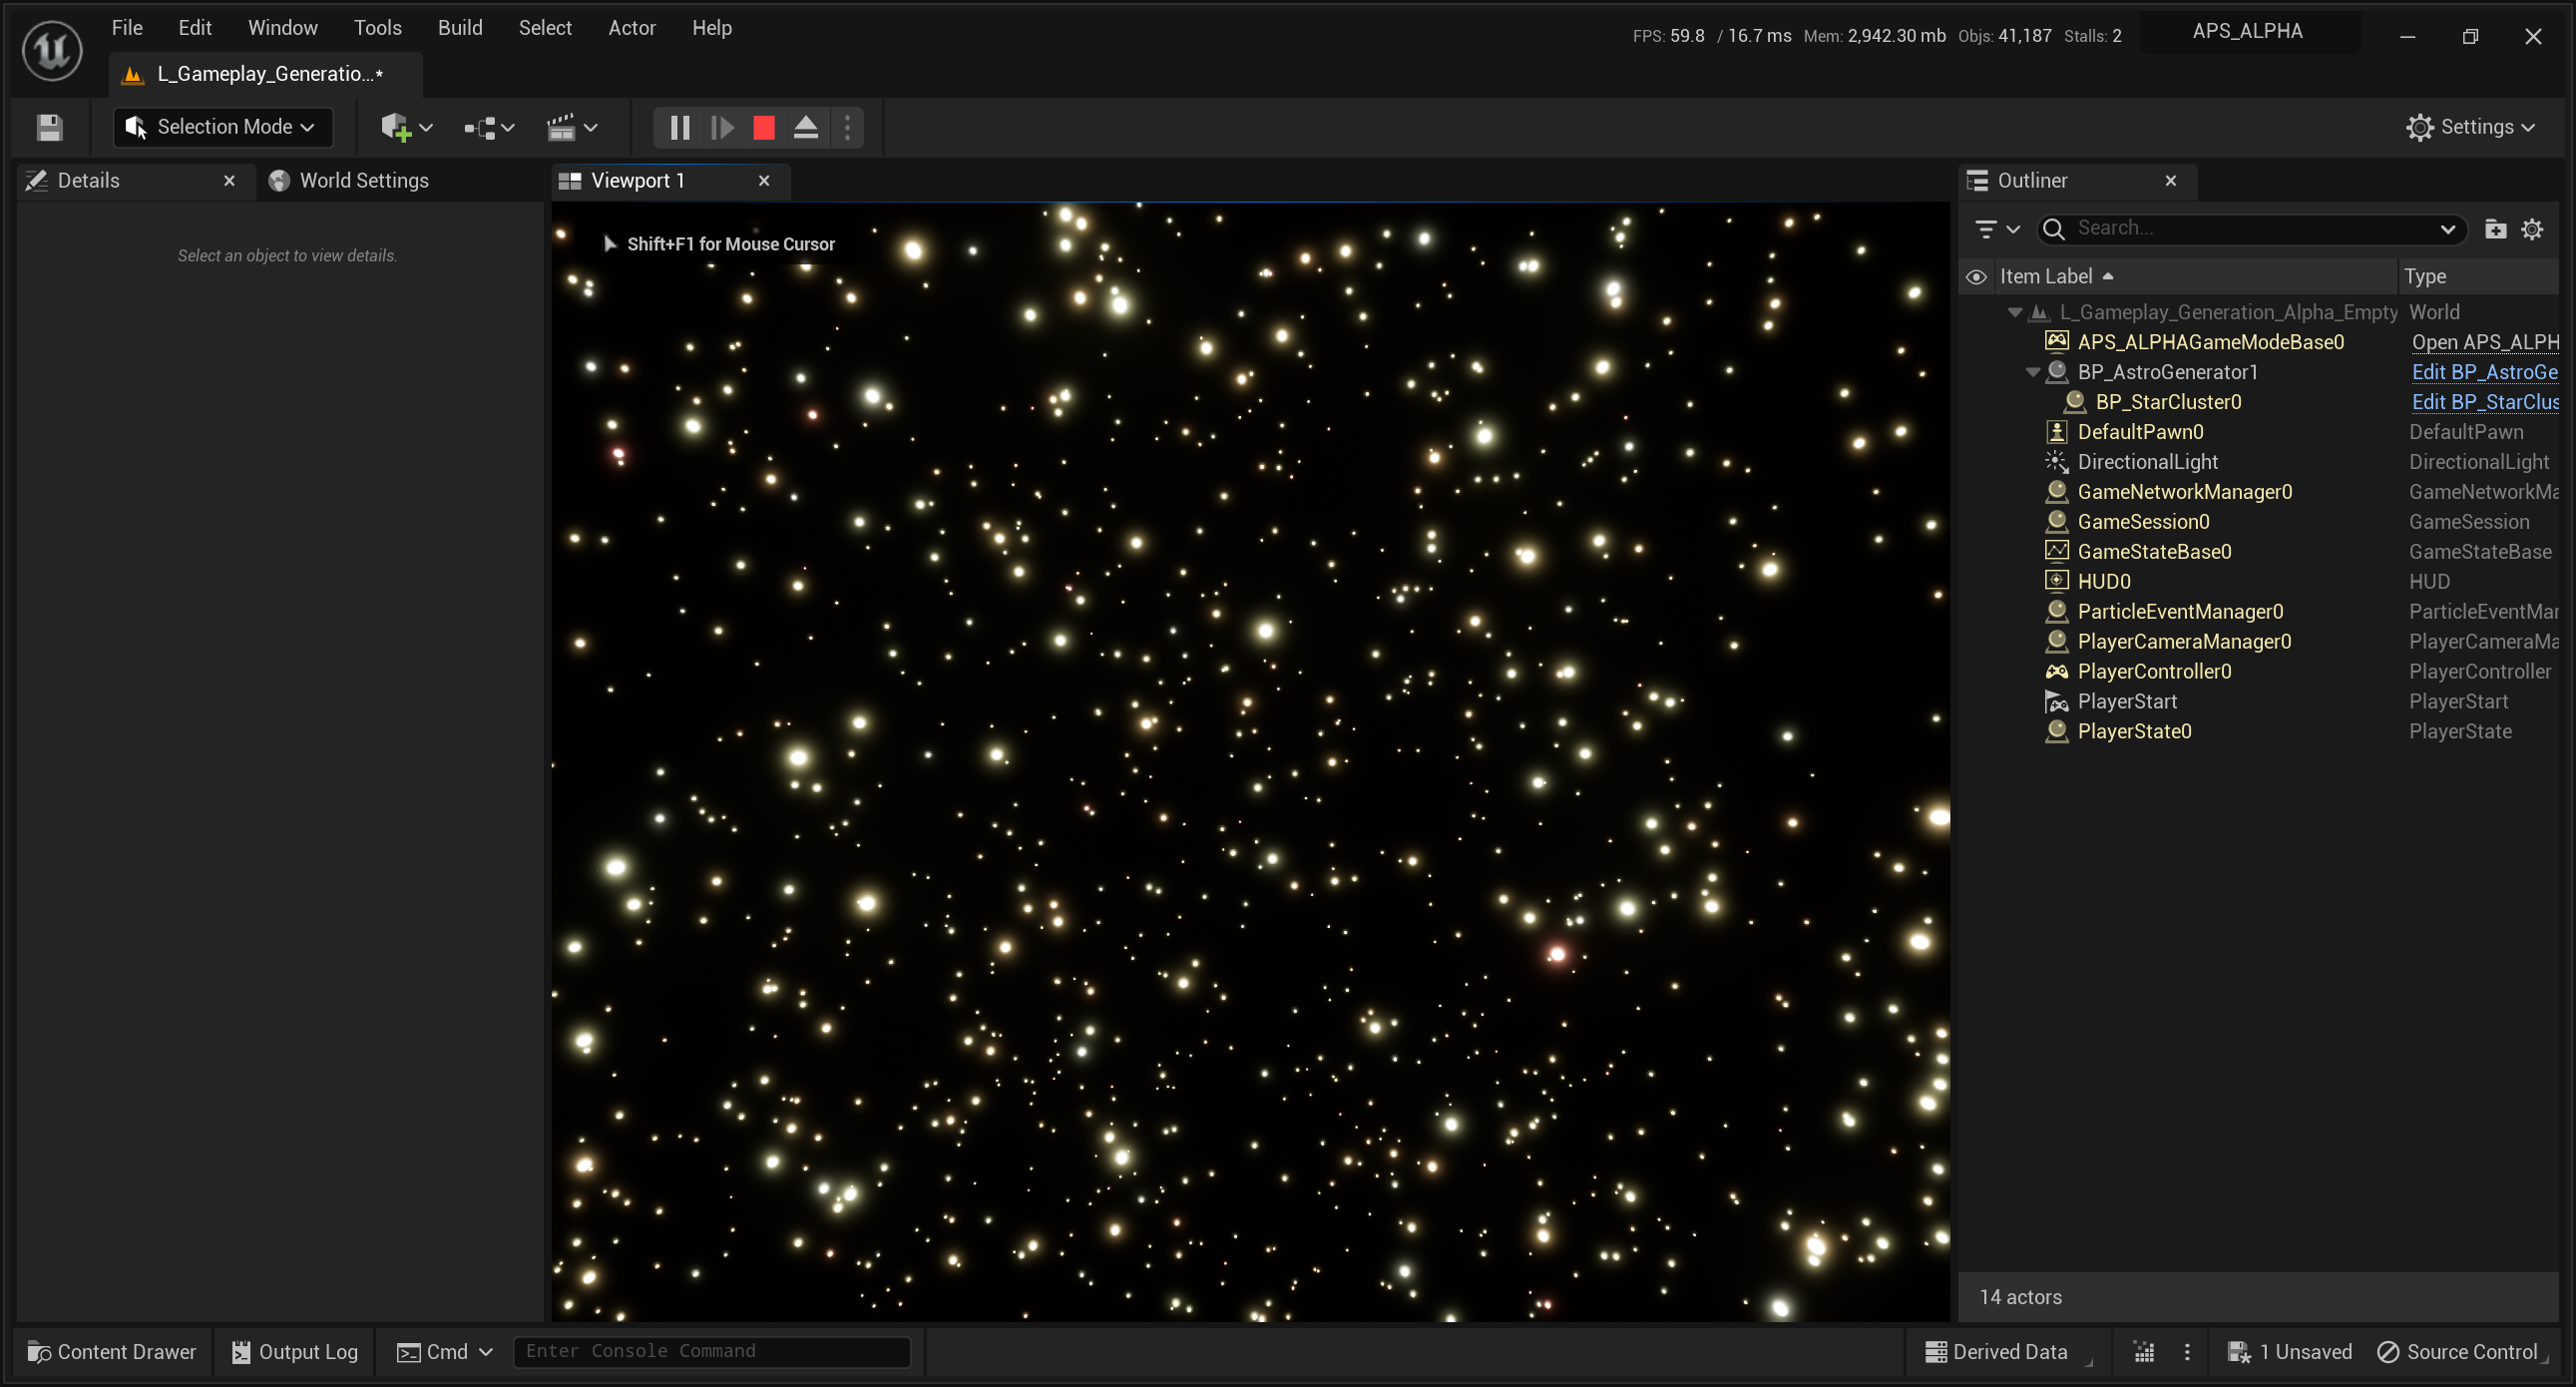 File Edit Window Tools Build Select Actor Help
FPS: 59.8 / 16.7 ms Mem: 2,942.30 mb Objs: 41,187 Stalls: 2
APS_ALPHA
L_Gameplay_Generatio...*
Selection Mode
Settings
Details
World Settings
Viewport 1
Outliner
Select an object to view details.
Shift+F1 for Mouse Cursor
Search...
Item Label Type
L_Gameplay_Generation_Alpha_Empty World
APS_ALPHAGameModeBase0 Open APS_ALPH
BP_AstroGenerator1 Edit BP_AstroGe
BP_StarCluster0 Edit BP_StarClus
DefaultPawn0 DefaultPawn
DirectionalLight DirectionalLight
GameNetworkManager0 GameNetworkMa
GameSession0 GameSession
GameStateBase0 GameStateBase
HUD0 HUD
ParticleEventManager0 ParticleEventMan
PlayerCameraManager0 PlayerCameraMa
PlayerController0 PlayerController
PlayerStart PlayerStart
PlayerState0 PlayerState
14 actors
Content Drawer Output Log Cmd Enter Console Command
Derived Data 1 Unsaved Source Control